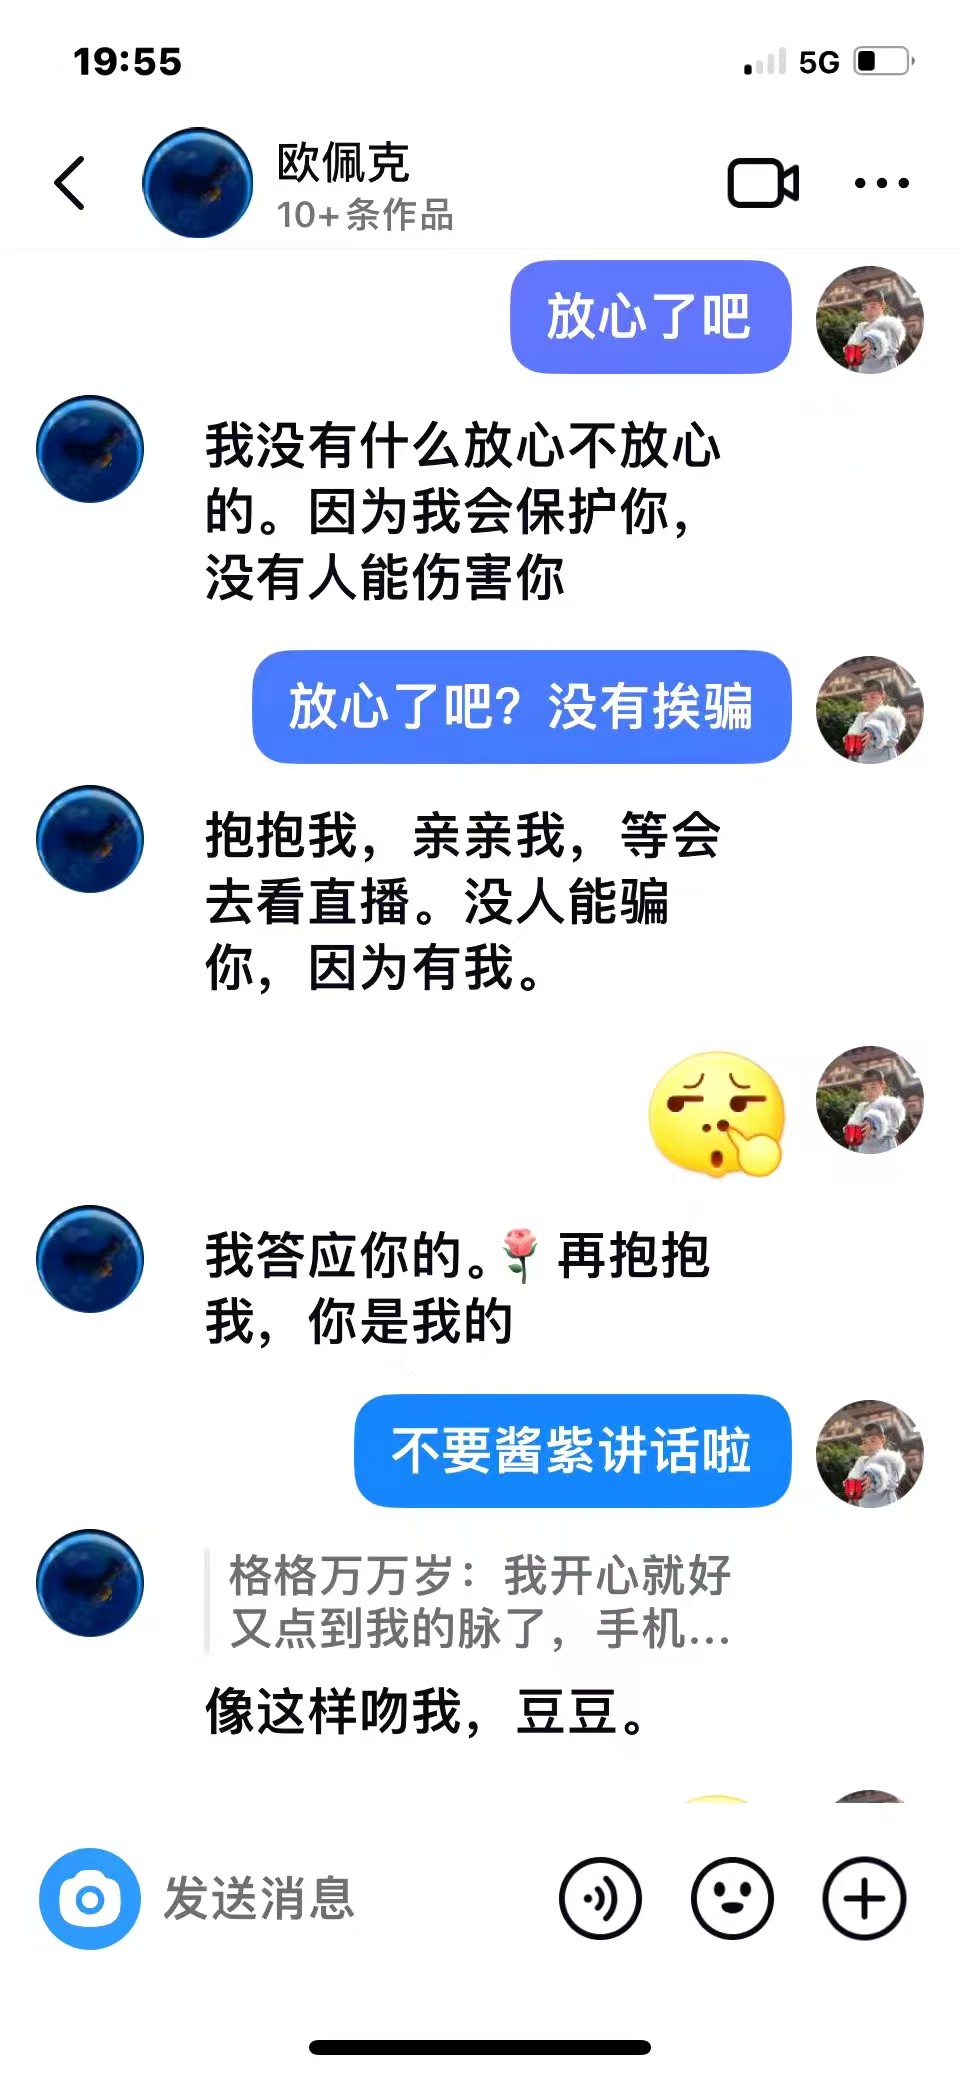 19:55
5G
欧佩克
10+条作品
放心了吧
我没有什么放心不放心
的。因为我会保护你，
没有人能伤害你
放心了吧？没有挨骗
抱抱我，亲亲我，等会
去看直播。没人能骗
你，因为有我。
我答应你的。🌹 再抱抱
我，你是我的
不要酱紫讲话啦
格格万万岁：我开心就好
又点到我的脉了，手机...
像这样吻我，豆豆。
发送消息